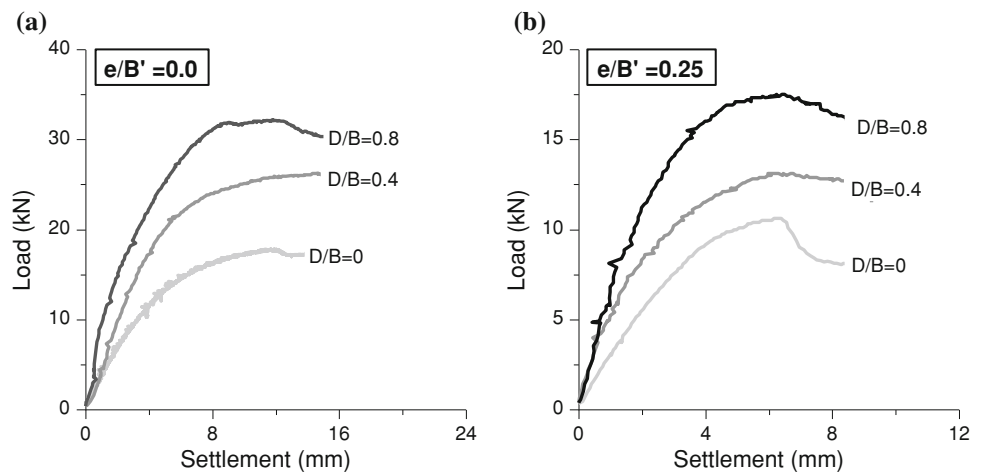 (a)
e/B' =0.0
Load (kN)
40
30
20
10
0
D/B=0.8
D/B=0.4
D/B=0
0 8 16 24
Settlement (mm)
(b)
e/B' =0.25
Load (kN)
20
15
10
5
0
D/B=0.8
D/B=0.4
D/B=0
0 4 8 12
Settlement (mm)